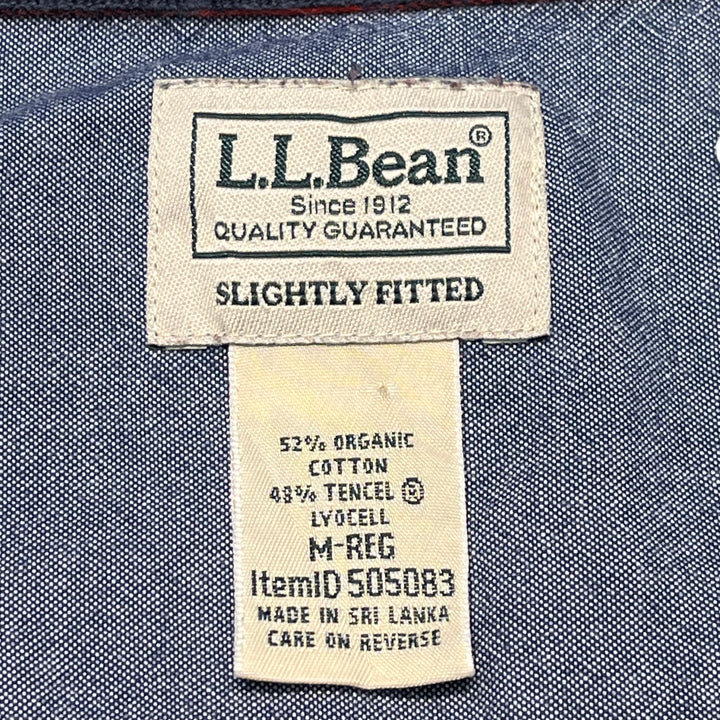 L.L.Bean®
Since 1912
QUALITY GUARANTEED
SLIGHTLY FITTED
52% ORGANIC
COTTON
48% TENCEL ®
LYOCELL
M-REG
ItemID 505083
MADE IN SRI LANKA
CARE ON REVERSE